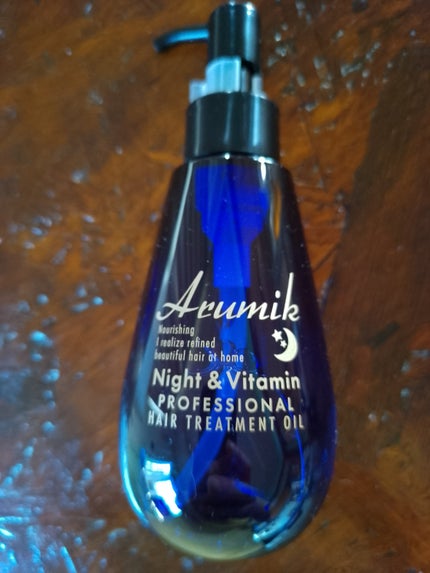 Arumik
Nourishing
I realize refined
beautiful hair at home
Night & Vitamin
PROFESSIONAL
HAIR TREATMENT OIL